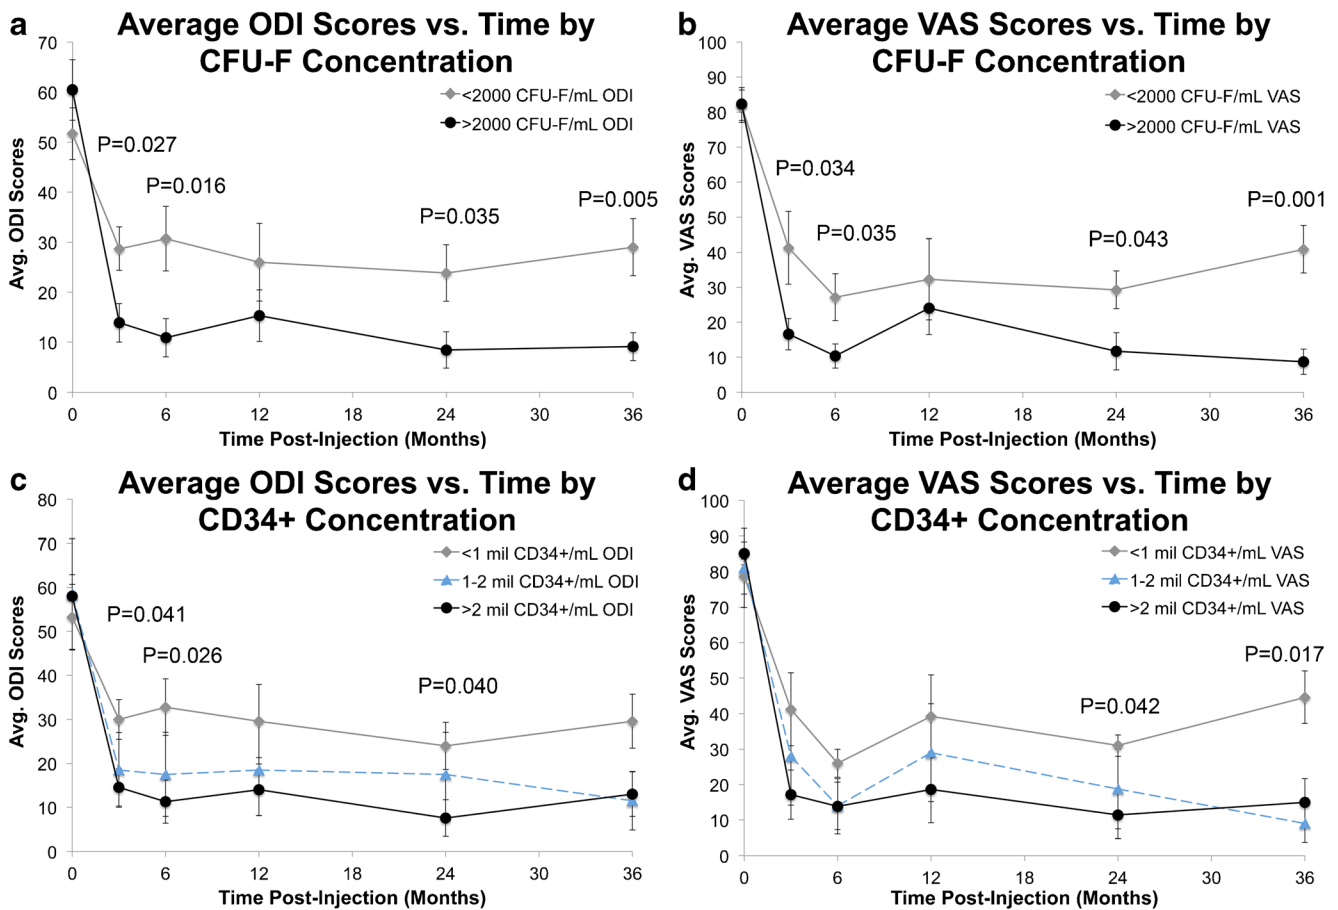 a
Average ODI Scores vs. Time by
CFU-F Concentration
<2000 CFU-F/mL ODI
>2000 CFU-F/mL ODI
P=0.027
P=0.016
P=0.035
P=0.005
Avg. ODI Scores
70
60
50
40
30
20
10
0
0 6 12 18 24 30 36
Time Post-Injection (Months)
b
Average VAS Scores vs. Time by
CFU-F Concentration
<2000 CFU-F/mL VAS
>2000 CFU-F/mL VAS
P=0.034
P=0.035
P=0.043
P=0.001
Avg. VAS Scores
100
90
80
70
60
50
40
30
20
10
0
0 6 12 18 24 30 36
Time Post-Injection (Months)
c
Average ODI Scores vs. Time by
CD34+ Concentration
<1 mil CD34+/mL ODI
1-2 mil CD34+/mL ODI
>2 mil CD34+/mL ODI
P=0.041
P=0.026
P=0.040
Avg. ODI Scores
80
70
60
50
40
30
20
10
0
0 6 12 18 24 30 36
Time Post-Injection (Months)
d
Average VAS Scores vs. Time by
CD34+ Concentration
<1 mil CD34+/mL VAS
1-2 mil CD34+/mL VAS
>2 mil CD34+/mL VAS
P=0.042
P=0.017
Avg. VAS Scores
100
90
80
70
60
50
40
30
20
10
0
0 6 12 18 24 30 36
Time Post-Injection (Months)